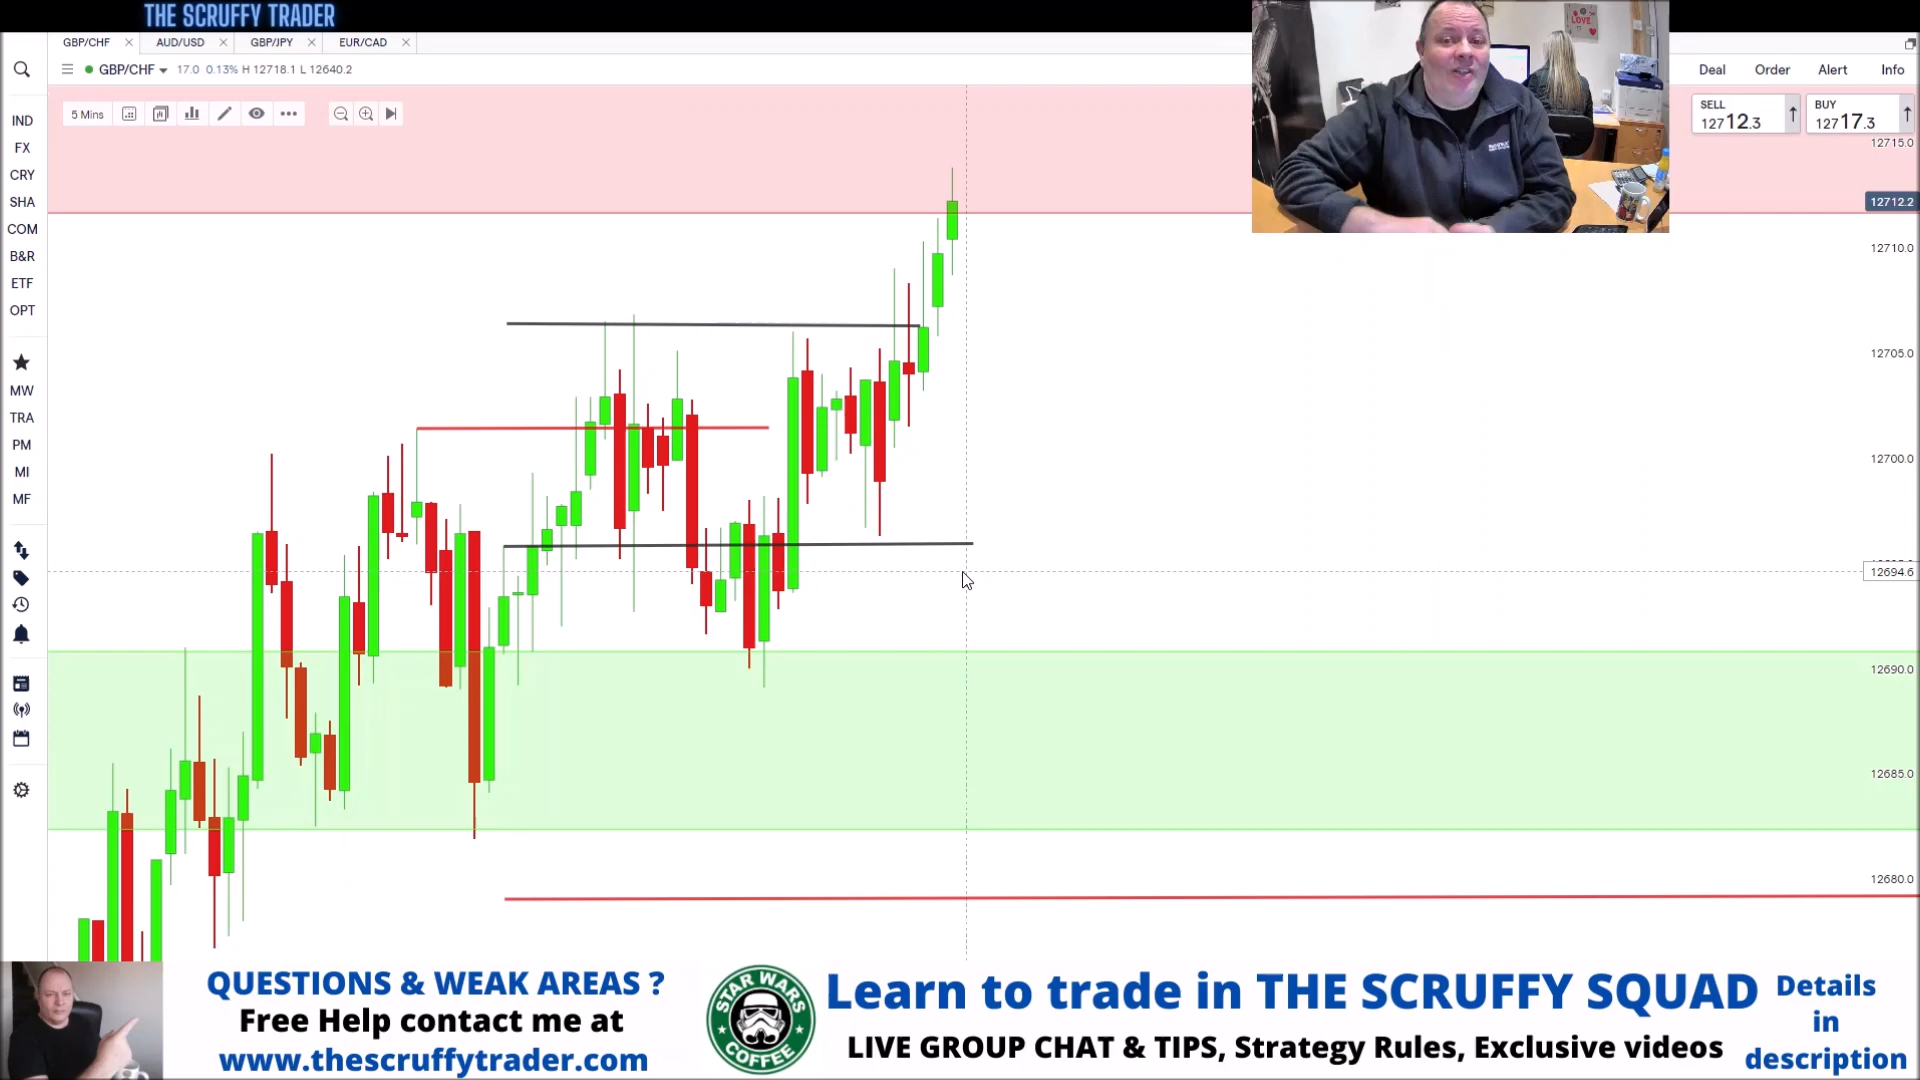 THE SCRUFFY TRADER
GBP/CHF
AUD/USD
GBP/JPY
EUR/CAD
GBP/CHF 17.0 0.13% H 12718.1 L 12640.2
Deal Order Alert Info
5 Mins
SELL
12712.3
BUY
12717.3
LOVE
IND
FX
CRY
SHA
COM
B&R
ETF
OPT
MW
TRA
PM
MI
MF
12715.0
12712.2
12710.0
12705.0
12700.0
12694.6
12690.0
12685.0
12680.0
QUESTIONS & WEAK AREAS ?
Free Help contact me at
www.thescruffytrader.com
STAR WARS
COFFEE
Learn to trade in THE SCRUFFY SQUAD
LIVE GROUP CHAT & TIPS, Strategy Rules, Exclusive videos
Details
in
description